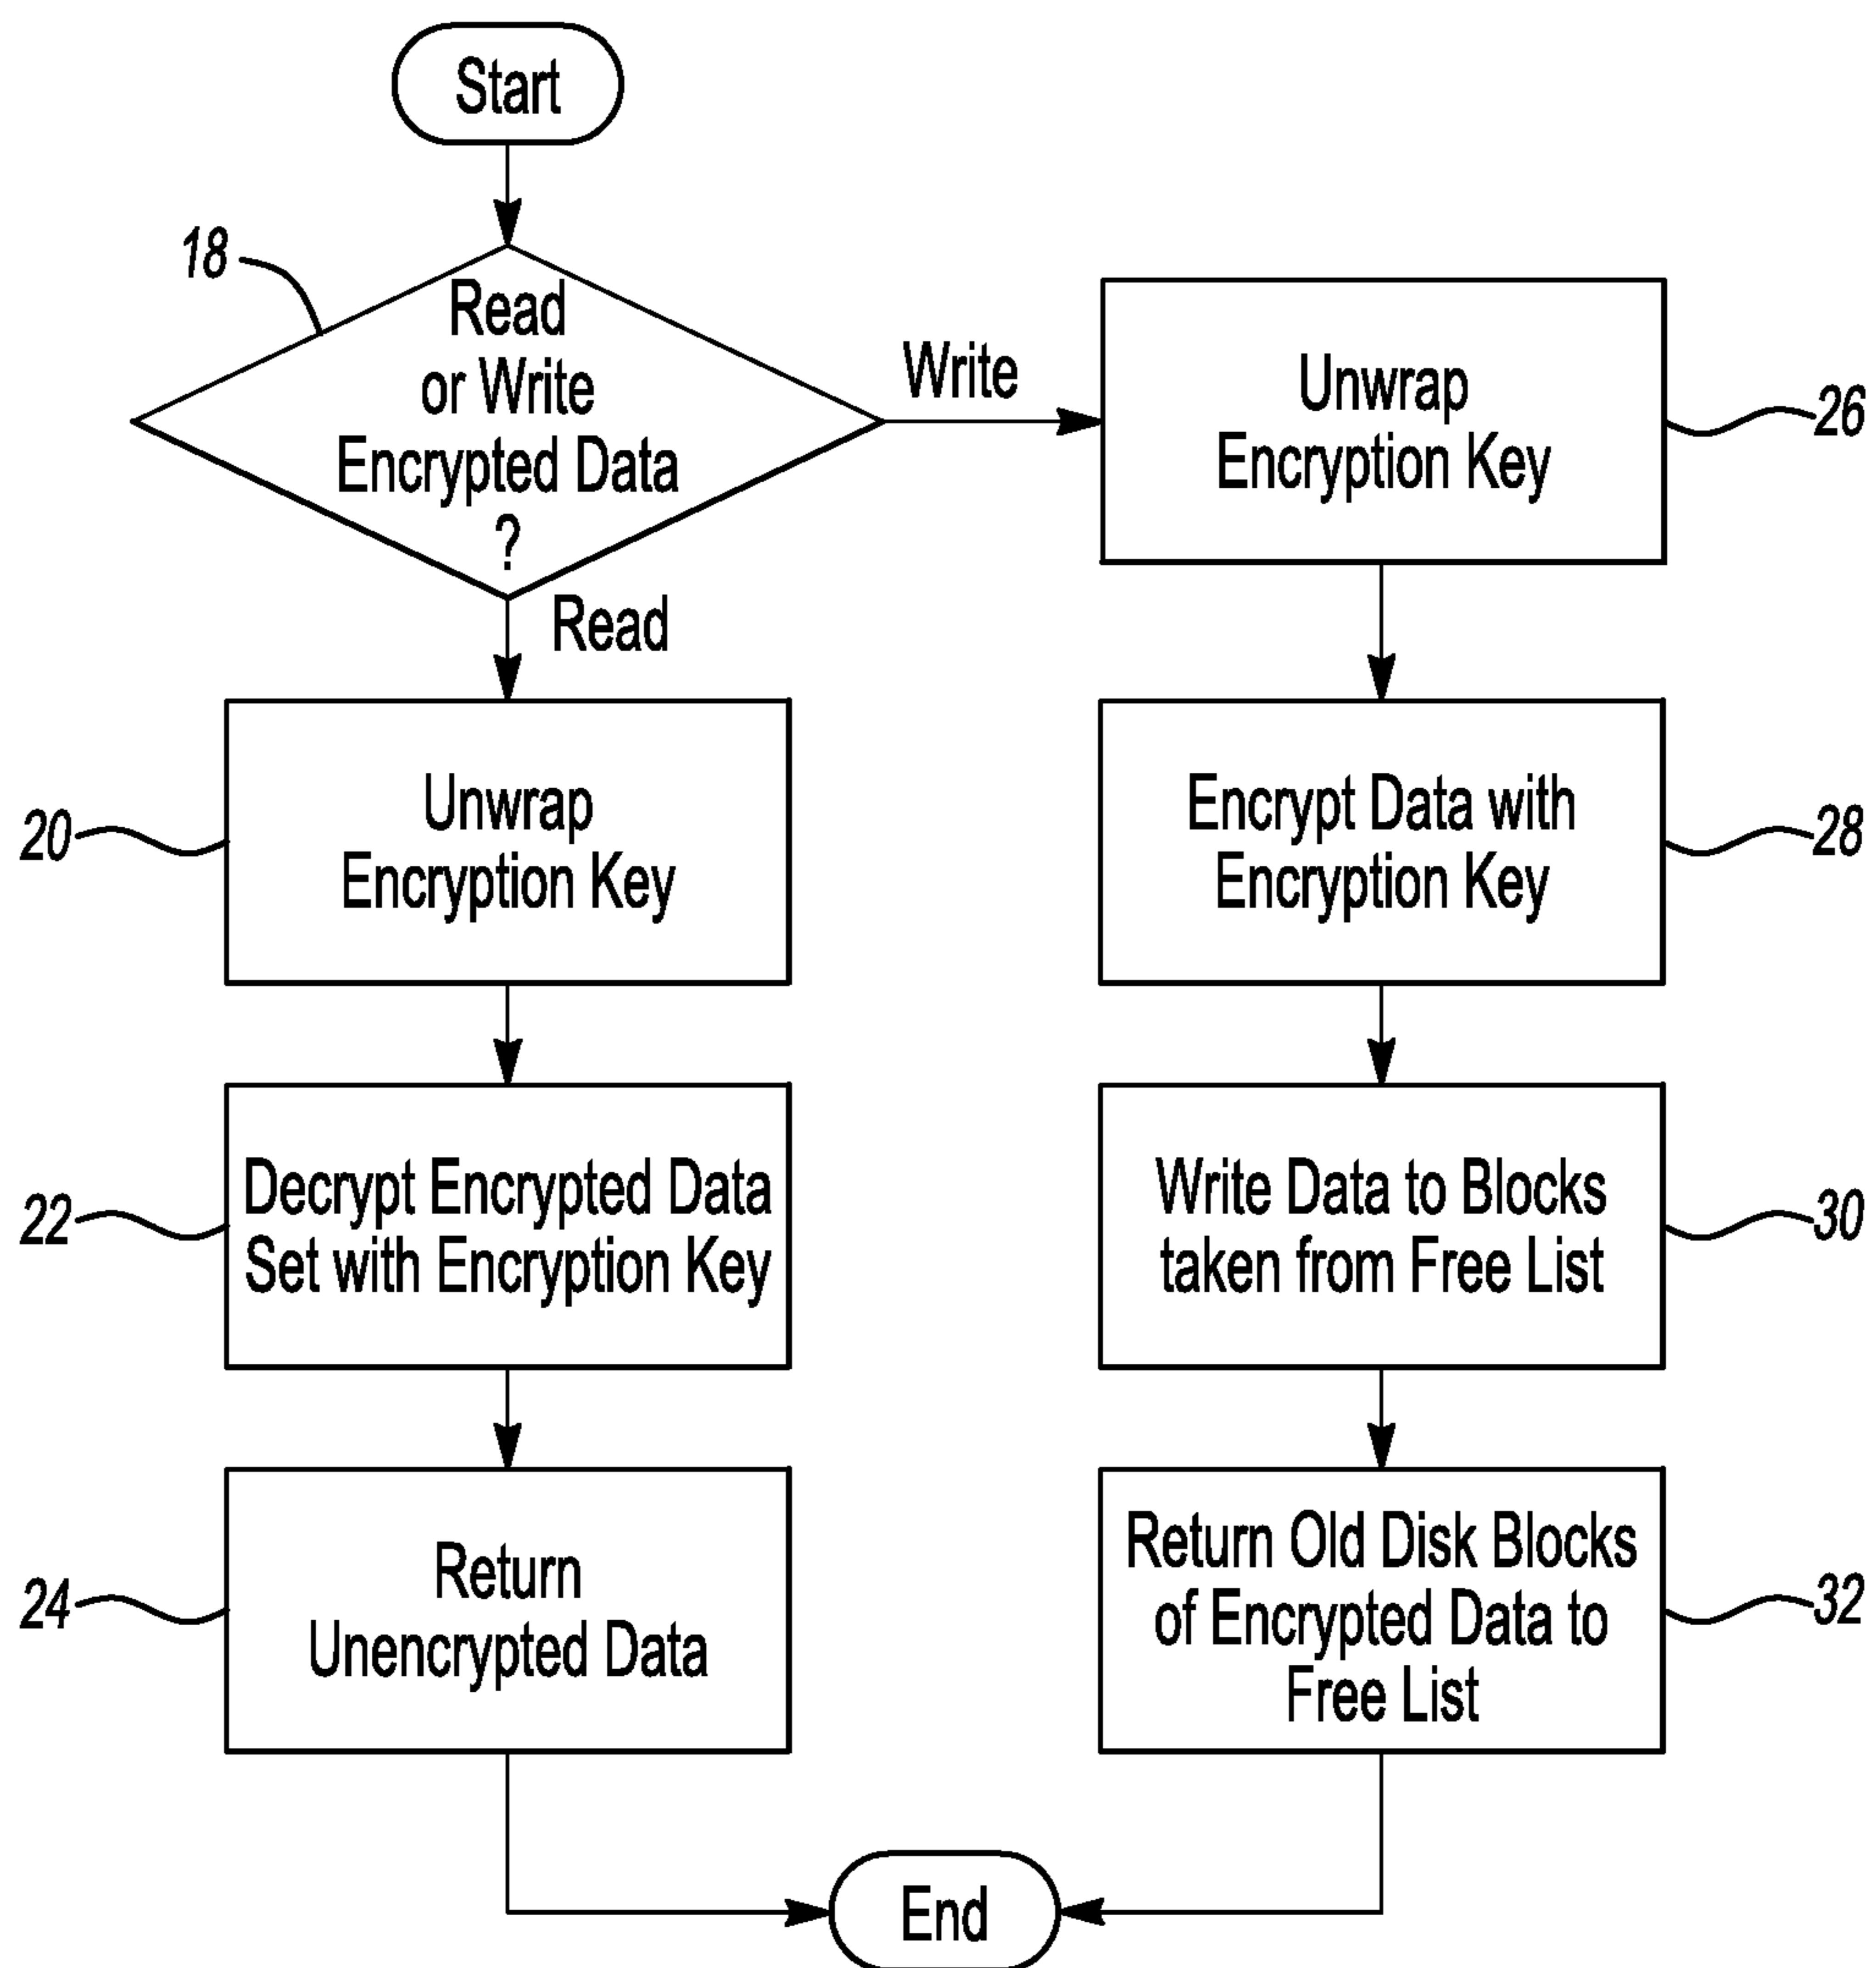 Start
18
Read
or Write
Encrypted Data
?
Write
Read
Unwrap
Encryption Key
26
20
Unwrap
Encryption Key
Encrypt Data with
Encryption Key
28
22
Decrypt Encrypted Data
Set with Encryption Key
Write Data to Blocks
taken from Free List
30
24
Return
Unencrypted Data
Return Old Disk Blocks
of Encrypted Data to
Free List
32
End